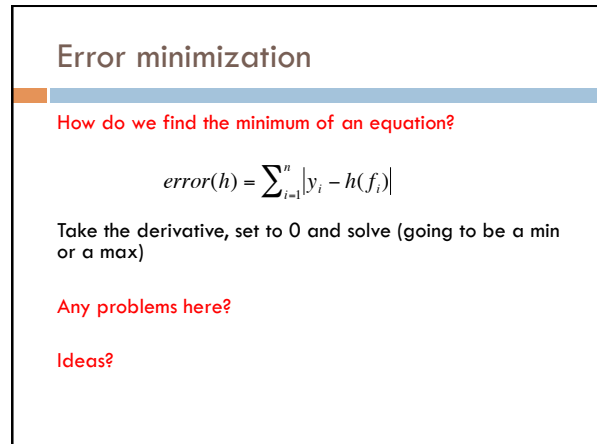 Error minimization
How do we find the minimum of an equation?
error(h) = ∑_{i=1}^{n} |y_i − h(f_i)|
Take the derivative, set to 0 and solve (going to be a min
or a max)
Any problems here?
Ideas?